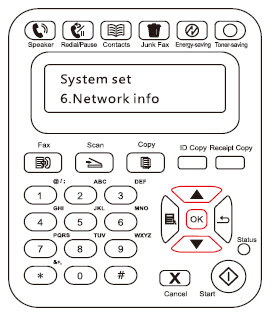 Speaker Redial/Pause Contacts Junk Fax Energy-saving Toner-saving
System set
6.Network info
Fax Scan Copy ID Copy Receipt Copy
@/: ABC DEF
1 2 3
GHI JKL MNO
4 5 6 OK
PQRS TUV WXYZ
7 8 9 Status
&+,
* 0 # X
Cancel Start